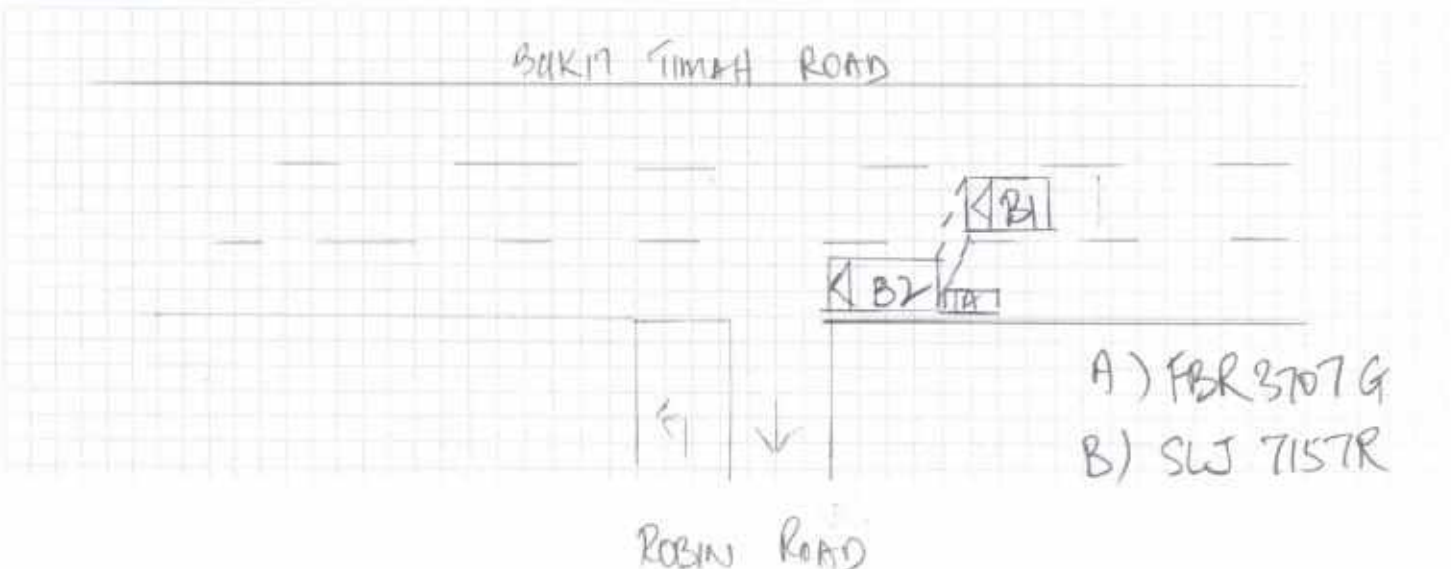 BUKIT TIMAH ROAD
B1
B2
A
A) FBR 3707 G
B) SLJ 7157R
ROBIN ROAD